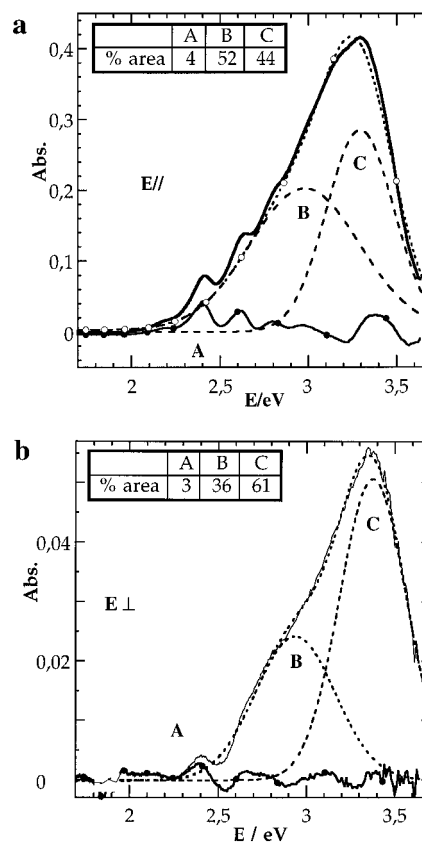 a
A B C
% area 4 52 44
0,4
0,3
Abs.
E//
C
0,2
B
0,1
0
A
2 2,5 3 3,5
E/eV
b
A B C
% area 3 36 61
0,04
C
Abs.
E ⊥
B
0,02
A
0
2 2,5 3 3,5
E / eV